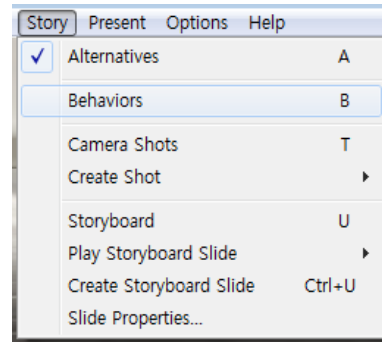 Story Present Options Help
Alternatives A
Behaviors B
Camera Shots T
Create Shot
Storyboard U
Play Storyboard Slide
Create Storyboard Slide Ctrl+U
Slide Properties...